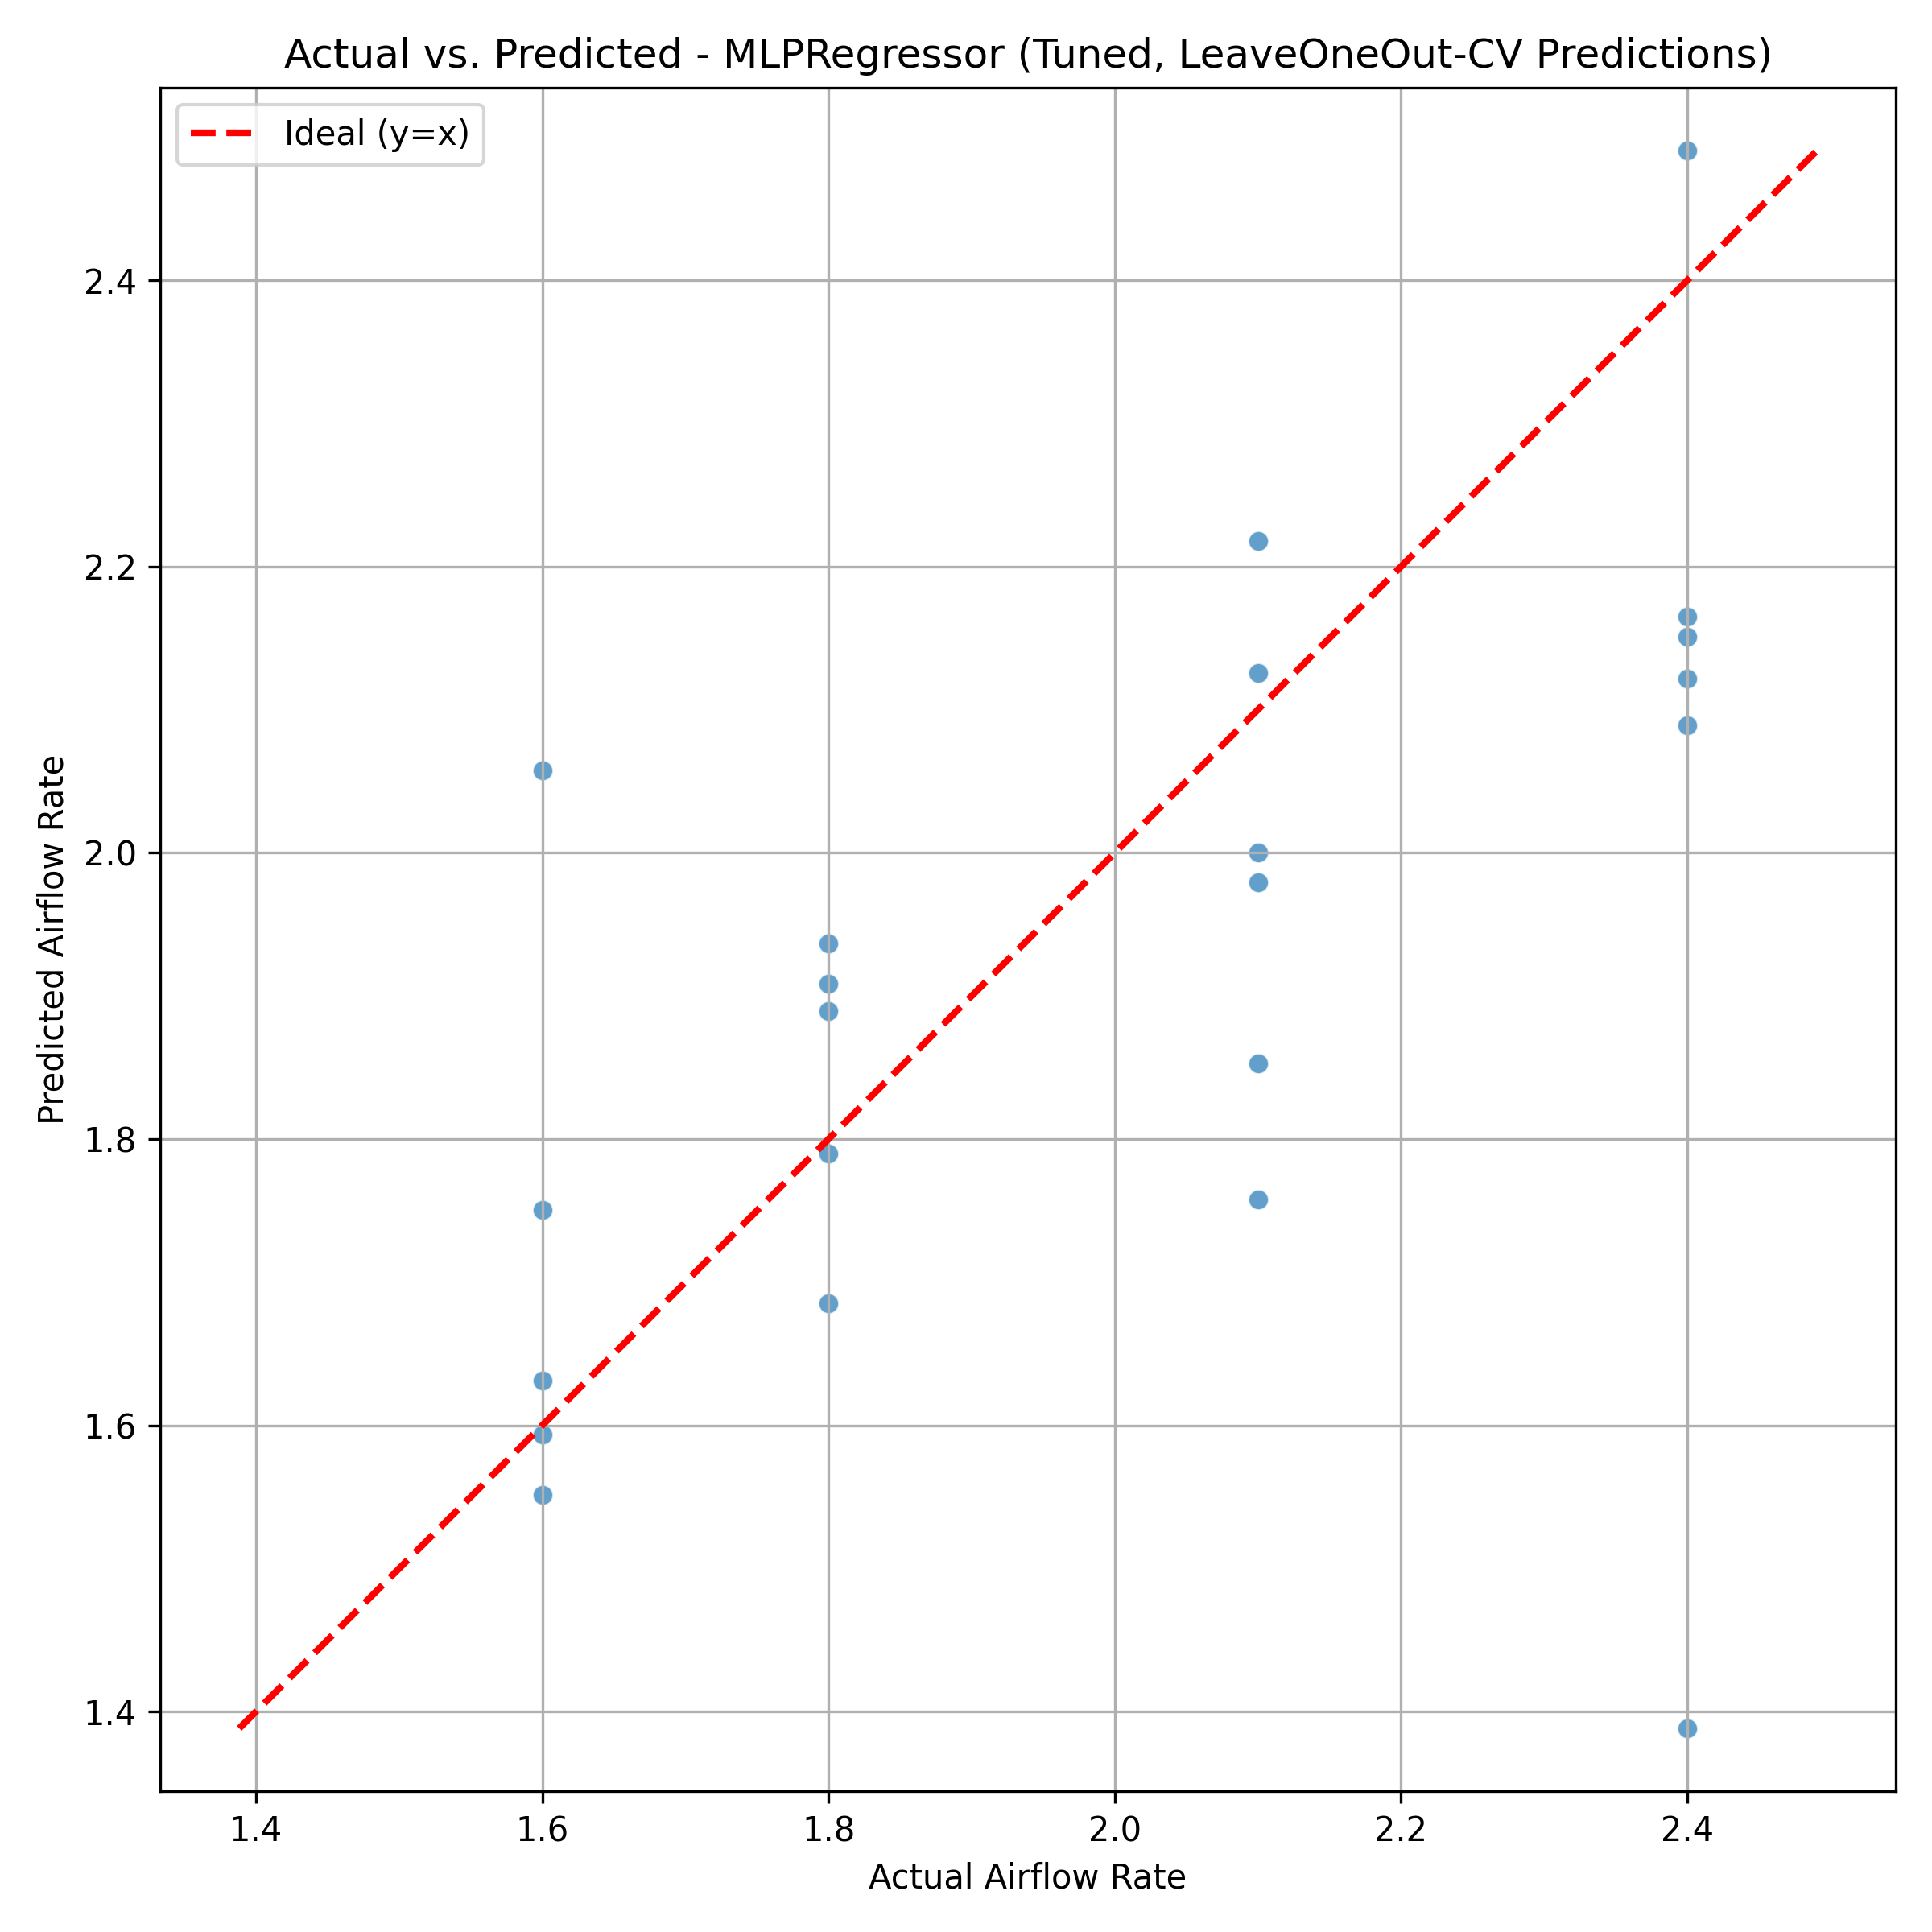 Actual vs. Predicted - MLPRegressor (Tuned, LeaveOneOut-CV Predictions)
Ideal (y=x)
Predicted Airflow Rate
2.4
2.2
2.0
1.8
1.6
1.4
1.4 1.6 1.8 2.0 2.2 2.4
Actual Airflow Rate